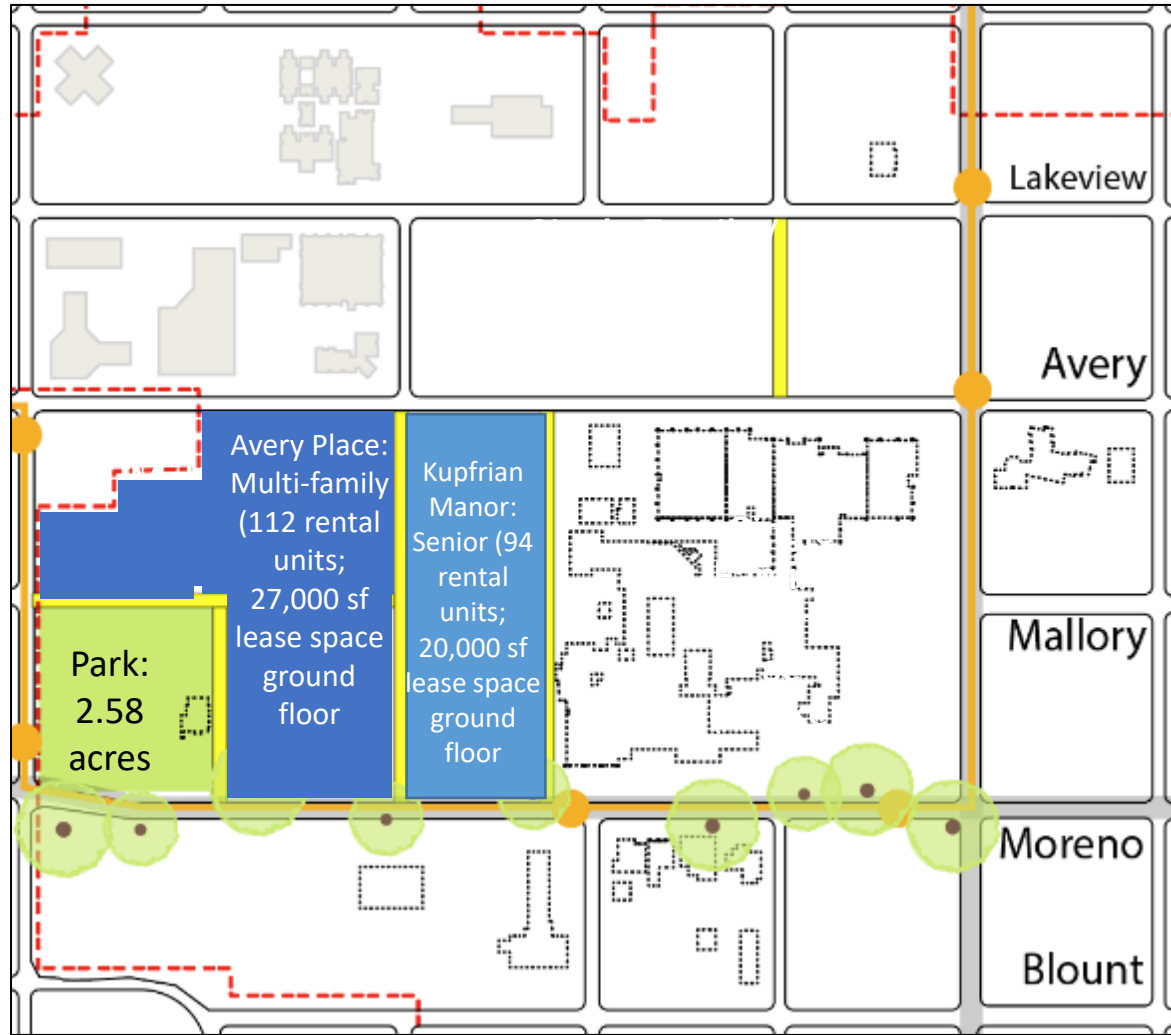 Lakeview
Avery
Avery Place:
Multi-family
(112 rental
units;
27,000 sf
lease space
ground
floor
Kupfrian
Manor:
Senior (94
rental
units;
20,000 sf
lease space
ground
floor
Park:
2.58
acres
Mallory
Moreno
Blount